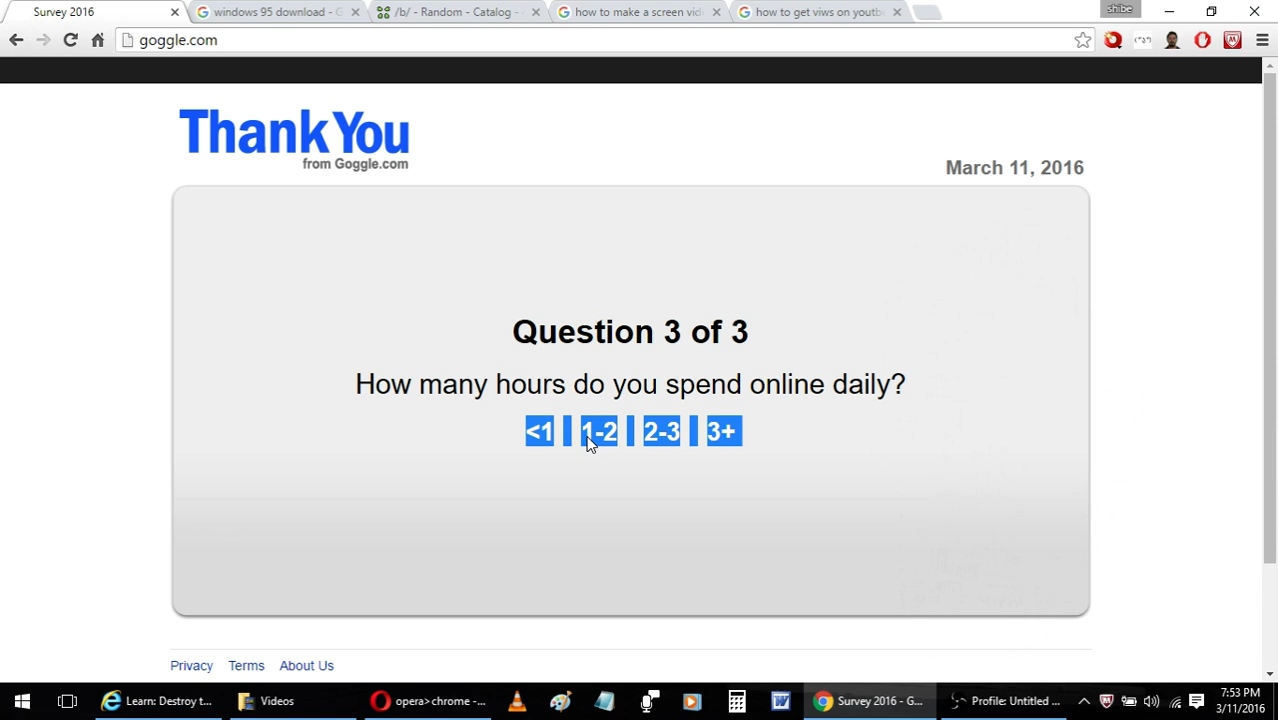 Survey 2016
windows 95 download - G
/b/ - Random - Catalog -
how to make a screen vid
how to get viws on youtbe
shibe
goggle.com
Thank You
from Goggle.com
March 11, 2016
Question 3 of 3
How many hours do you spend online daily?
<1 | 1-2 | 2-3 | 3+
Privacy Terms About Us
Learn: Destroy t...
Videos
opera>chrome -...
Survey 2016 - G...
Profile: Untitled ...
7:53 PM
3/11/2016